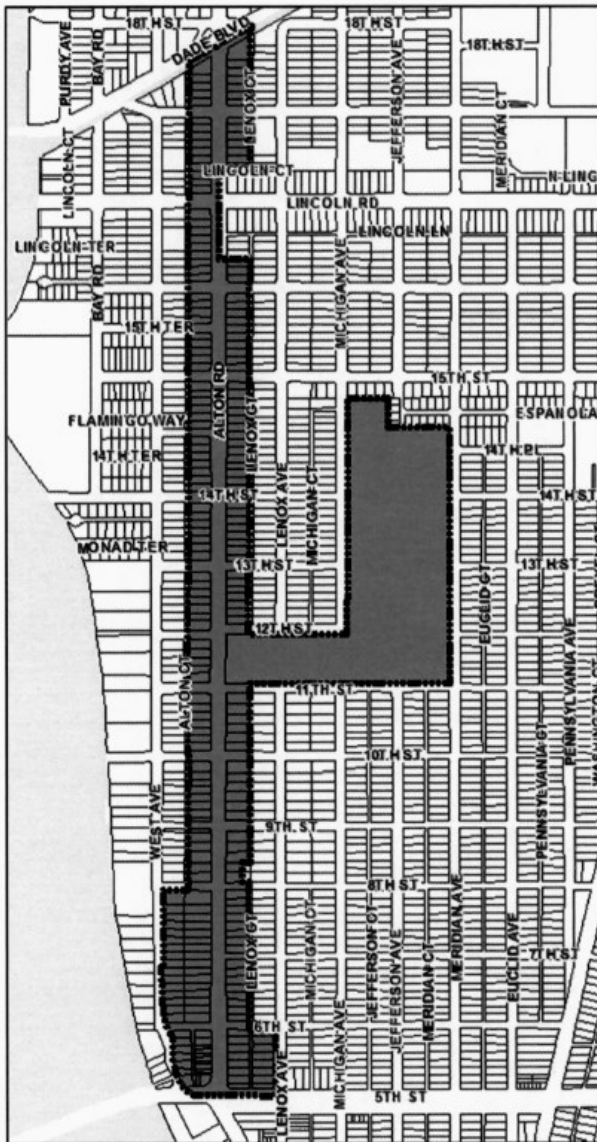 18TH ST
18TH ST
DADE BLVD
18TH ST
PURDY AVE
BAY RD
LENOX CT
JEFFERSON AVE
MERIDIAN CT
LINCOLN CT
LINCOLN CT
LINCOLN RD
LINCOLN LN
LINCOLN TER
BAY RD
MICHIGAN AVE
15TH TER
ALTON RD
15TH ST
ESPANOLA
FLAMINGO WAY
LENOX CT
14TH TER
14TH PL
14TH ST
14TH ST
LENOX AVE
MICHIGAN CT
MONAD TER
13TH ST
13TH ST
EUCLID CT
12TH ST
PENNSYLVANIA AVE
11TH ST
ALTON CT
WASHINGTON CT
10TH ST
PENNSYLVANIA CT
WEST AVE
9TH ST
8TH ST
LENOX CT
MICHIGAN CT
JEFFERSON CT
JEFFERSON AVE
MERIDIAN CT
MERIDIAN AVE
EUCLID AVE
7TH ST
6TH ST
LENOX AVE
MICHIGAN AVE
5TH ST